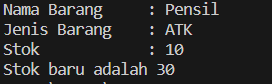 Nama Barang     : Pensil
Jenis Barang    : ATK
Stok            : 10
Stok baru adalah 30